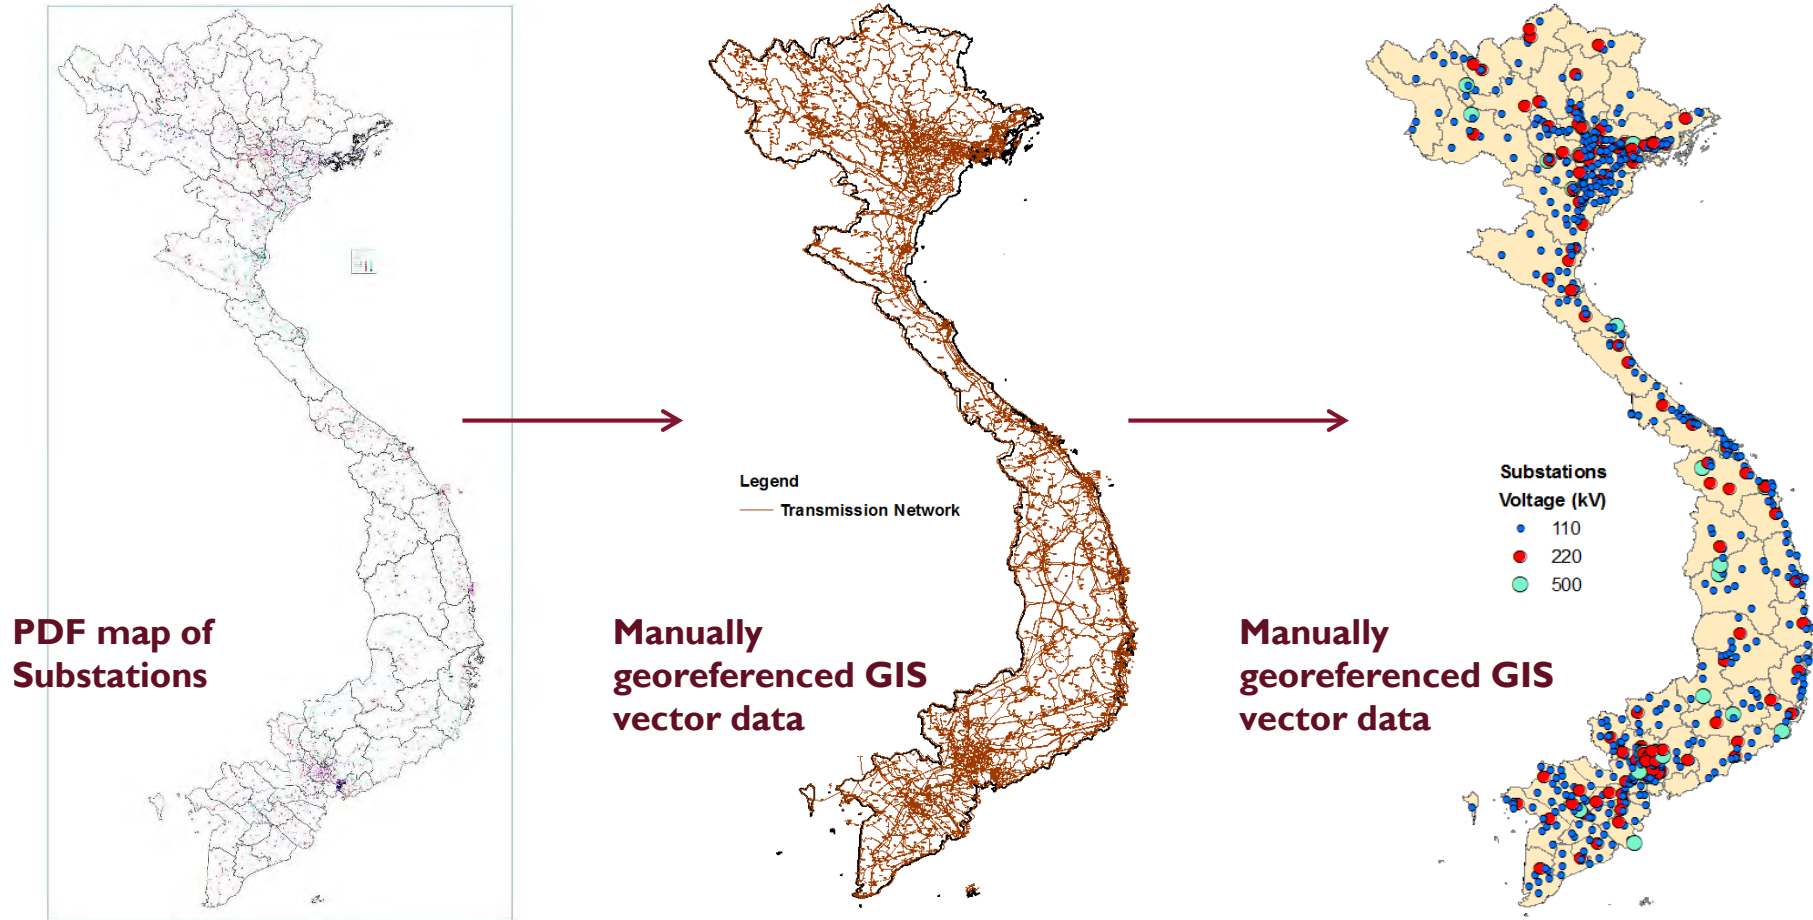 PDF map of
Substations
Legend
Transmission Network
Manually
georeferenced GIS
vector data
Substations
Voltage (kV)
110
220
500
Manually
georeferenced GIS
vector data